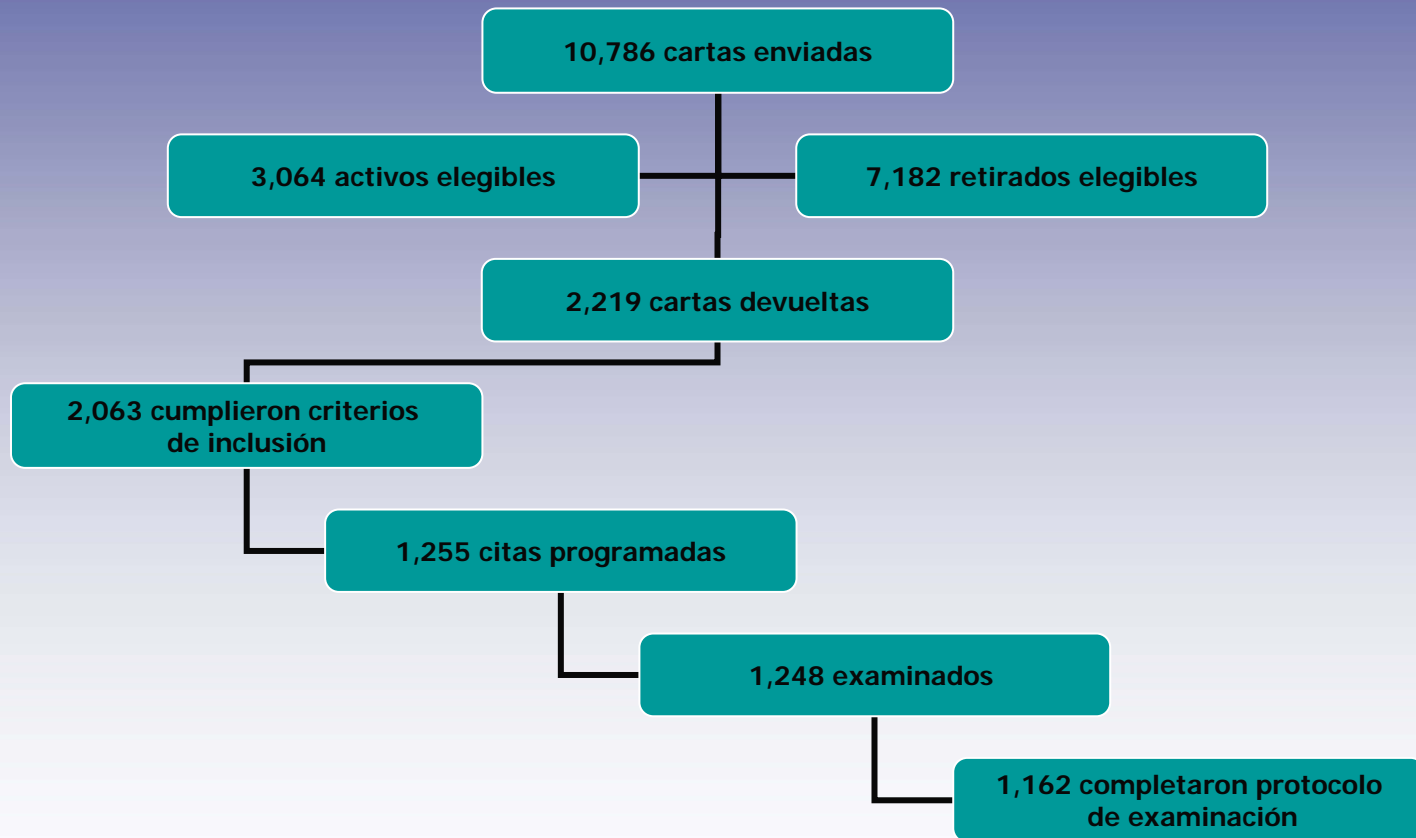 10,786 cartas enviadas
3,064 activos elegibles
7,182 retirados elegibles
2,219 cartas devueltas
2,063 cumplieron criterios
de inclusión
1,255 citas programadas
1,248 examinados
1,162 completaron protocolo
de examinación